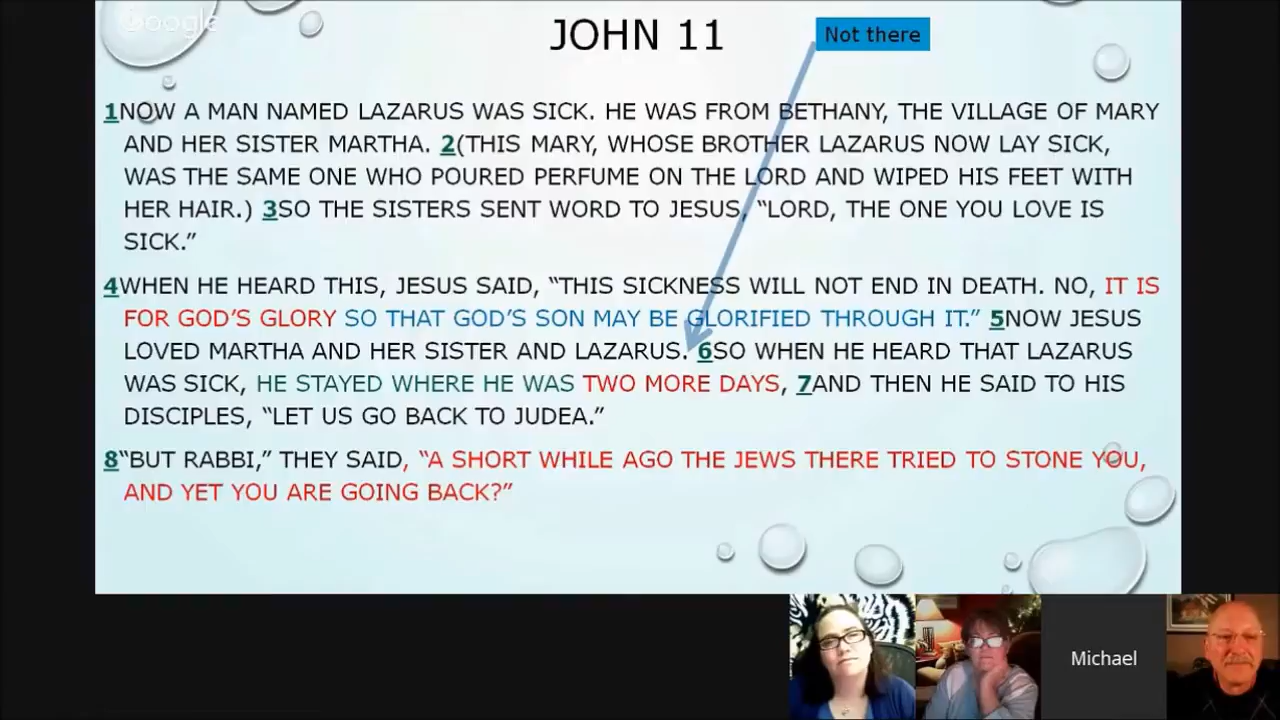 Google
JOHN 11
Not there
1NOW A MAN NAMED LAZARUS WAS SICK. HE WAS FROM BETHANY, THE VILLAGE OF MARY
AND HER SISTER MARTHA. 2(THIS MARY, WHOSE BROTHER LAZARUS NOW LAY SICK,
WAS THE SAME ONE WHO POURED PERFUME ON THE LORD AND WIPED HIS FEET WITH
HER HAIR.) 3SO THE SISTERS SENT WORD TO JESUS, “LORD, THE ONE YOU LOVE IS
SICK.”
4WHEN HE HEARD THIS, JESUS SAID, “THIS SICKNESS WILL NOT END IN DEATH. NO, IT IS
FOR GOD’S GLORY SO THAT GOD’S SON MAY BE GLORIFIED THROUGH IT.” 5NOW JESUS
LOVED MARTHA AND HER SISTER AND LAZARUS. 6SO WHEN HE HEARD THAT LAZARUS
WAS SICK, HE STAYED WHERE HE WAS TWO MORE DAYS, 7AND THEN HE SAID TO HIS
DISCIPLES, “LET US GO BACK TO JUDEA.”
8“BUT RABBI,” THEY SAID, “A SHORT WHILE AGO THE JEWS THERE TRIED TO STONE YOU,
AND YET YOU ARE GOING BACK?”
Michael